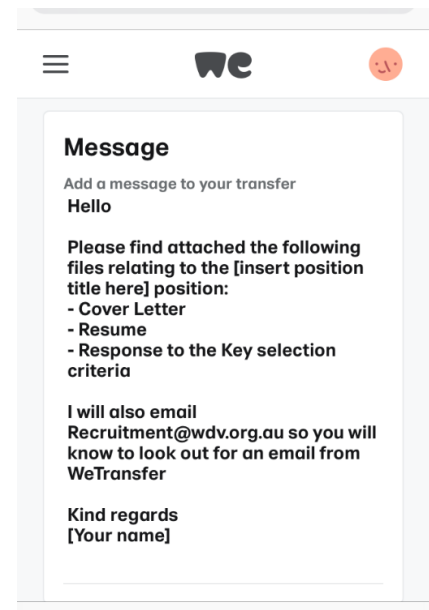 we
Message
Add a message to your transfer
Hello
Please find attached the following
files relating to the [insert position
title here] position:
- Cover Letter
- Resume
- Response to the Key selection
criteria
I will also email
Recruitment@wdv.org.au so you will
know to look out for an email from
WeTransfer
Kind regards
[Your name]